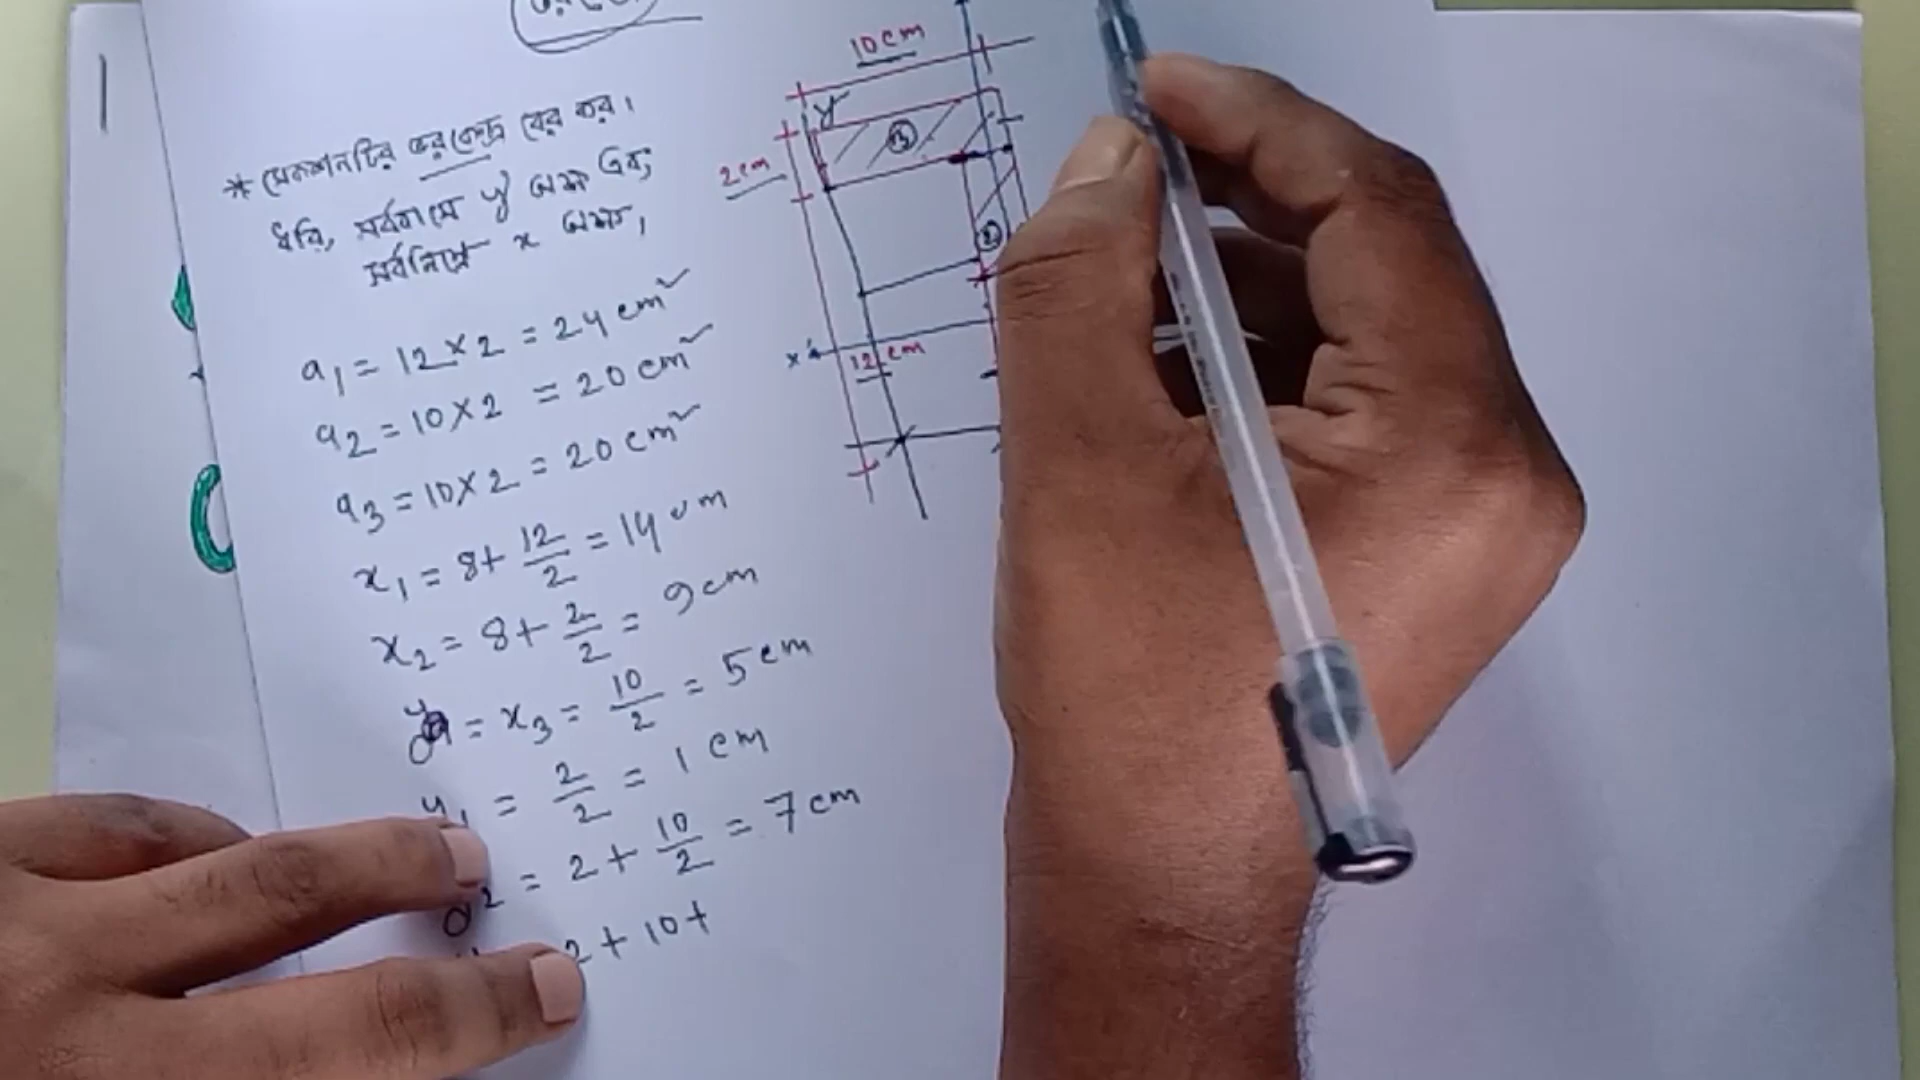 * সেকশনটির ভরকেন্দ্র বের কর।
ধরি, সর্ববামে y অক্ষ এবং
সর্বনিম্নে x অক্ষ,
a₁ = 12 × 2 = 24 cm²
a₂ = 10 × 2 = 20 cm²
a₃ = 10 × 2 = 20 cm²
x₁ = 8 + 12/2 = 14 cm
x₂ = 8 + 2/2 = 9 cm
= x₃ = 10/2 = 5 cm
y₁ = 2/2 = 1 cm
y₂ = 2 + 10/2 = 7 cm
2 + 10 +
10 cm
y
3
2 cm
2
x
12 cm